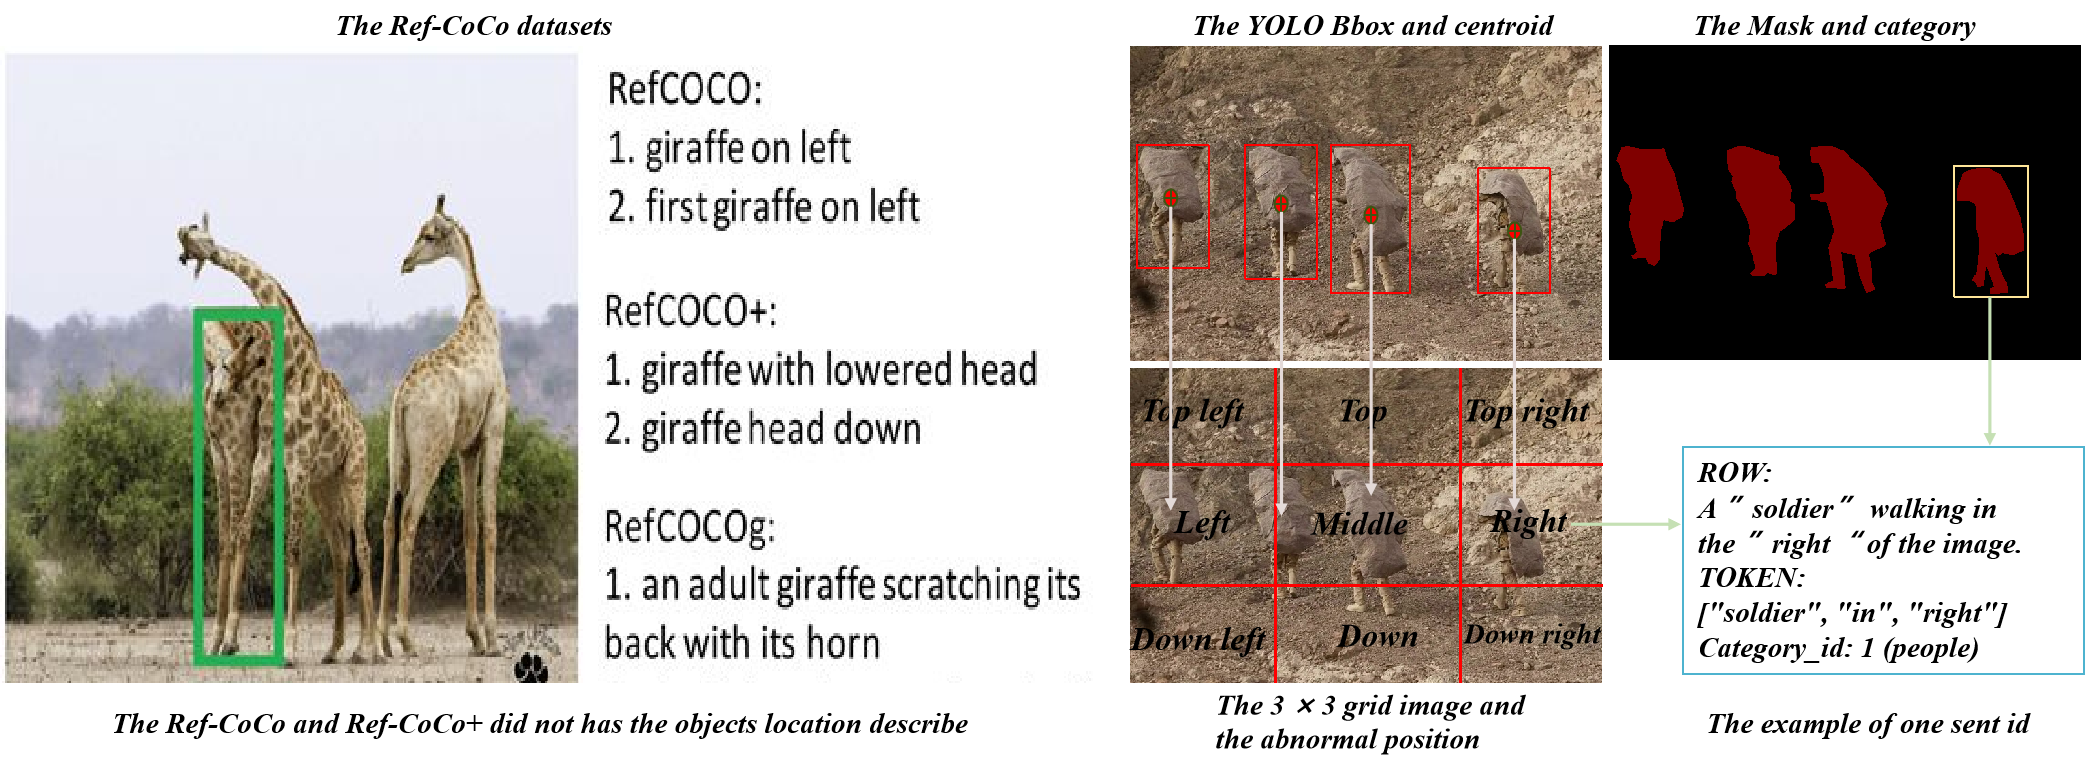 The Ref-CoCo datasets
RefCOCO:
1. giraffe on left
2. first giraffe on left
RefCOCO+:
1. giraffe with lowered head
2. giraffe head down
RefCOCOg:
1. an adult giraffe scratching its
back with its horn
The Ref-CoCo and Ref-CoCo+ did not has the objects location describe
The YOLO Bbox and centroid
Top left
Top
Top right
Left
Middle
Right
Down left
Down
Down right
The 3 × 3 grid image and
the abnormal position
The Mask and category
ROW:
A ″ soldier ″ walking in
the ″ right ″ of the image.
TOKEN:
["soldier", "in", "right"]
Category_id: 1 (people)
The example of one sent id